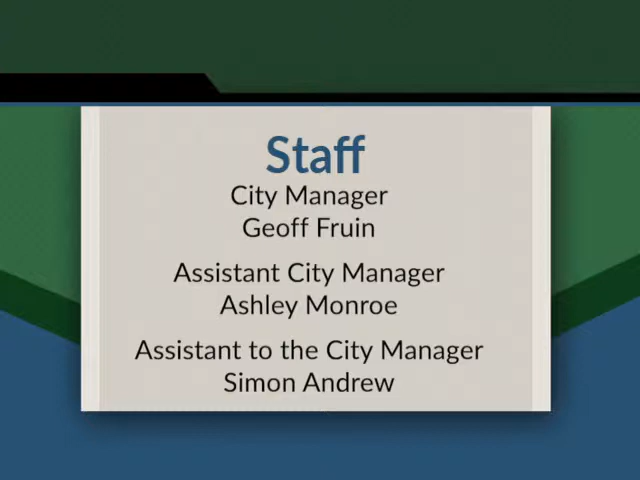 Staff
City Manager
Geoff Fruin
Assistant City Manager
Ashley Monroe
Assistant to the City Manager
Simon Andrew